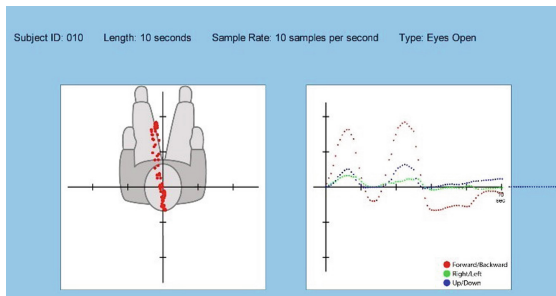 Subject ID: 010 Length: 10 seconds Sample Rate: 10 samples per second Type: Eyes Open
10
sec
Forward/Backward
Right/Left
Up/Down